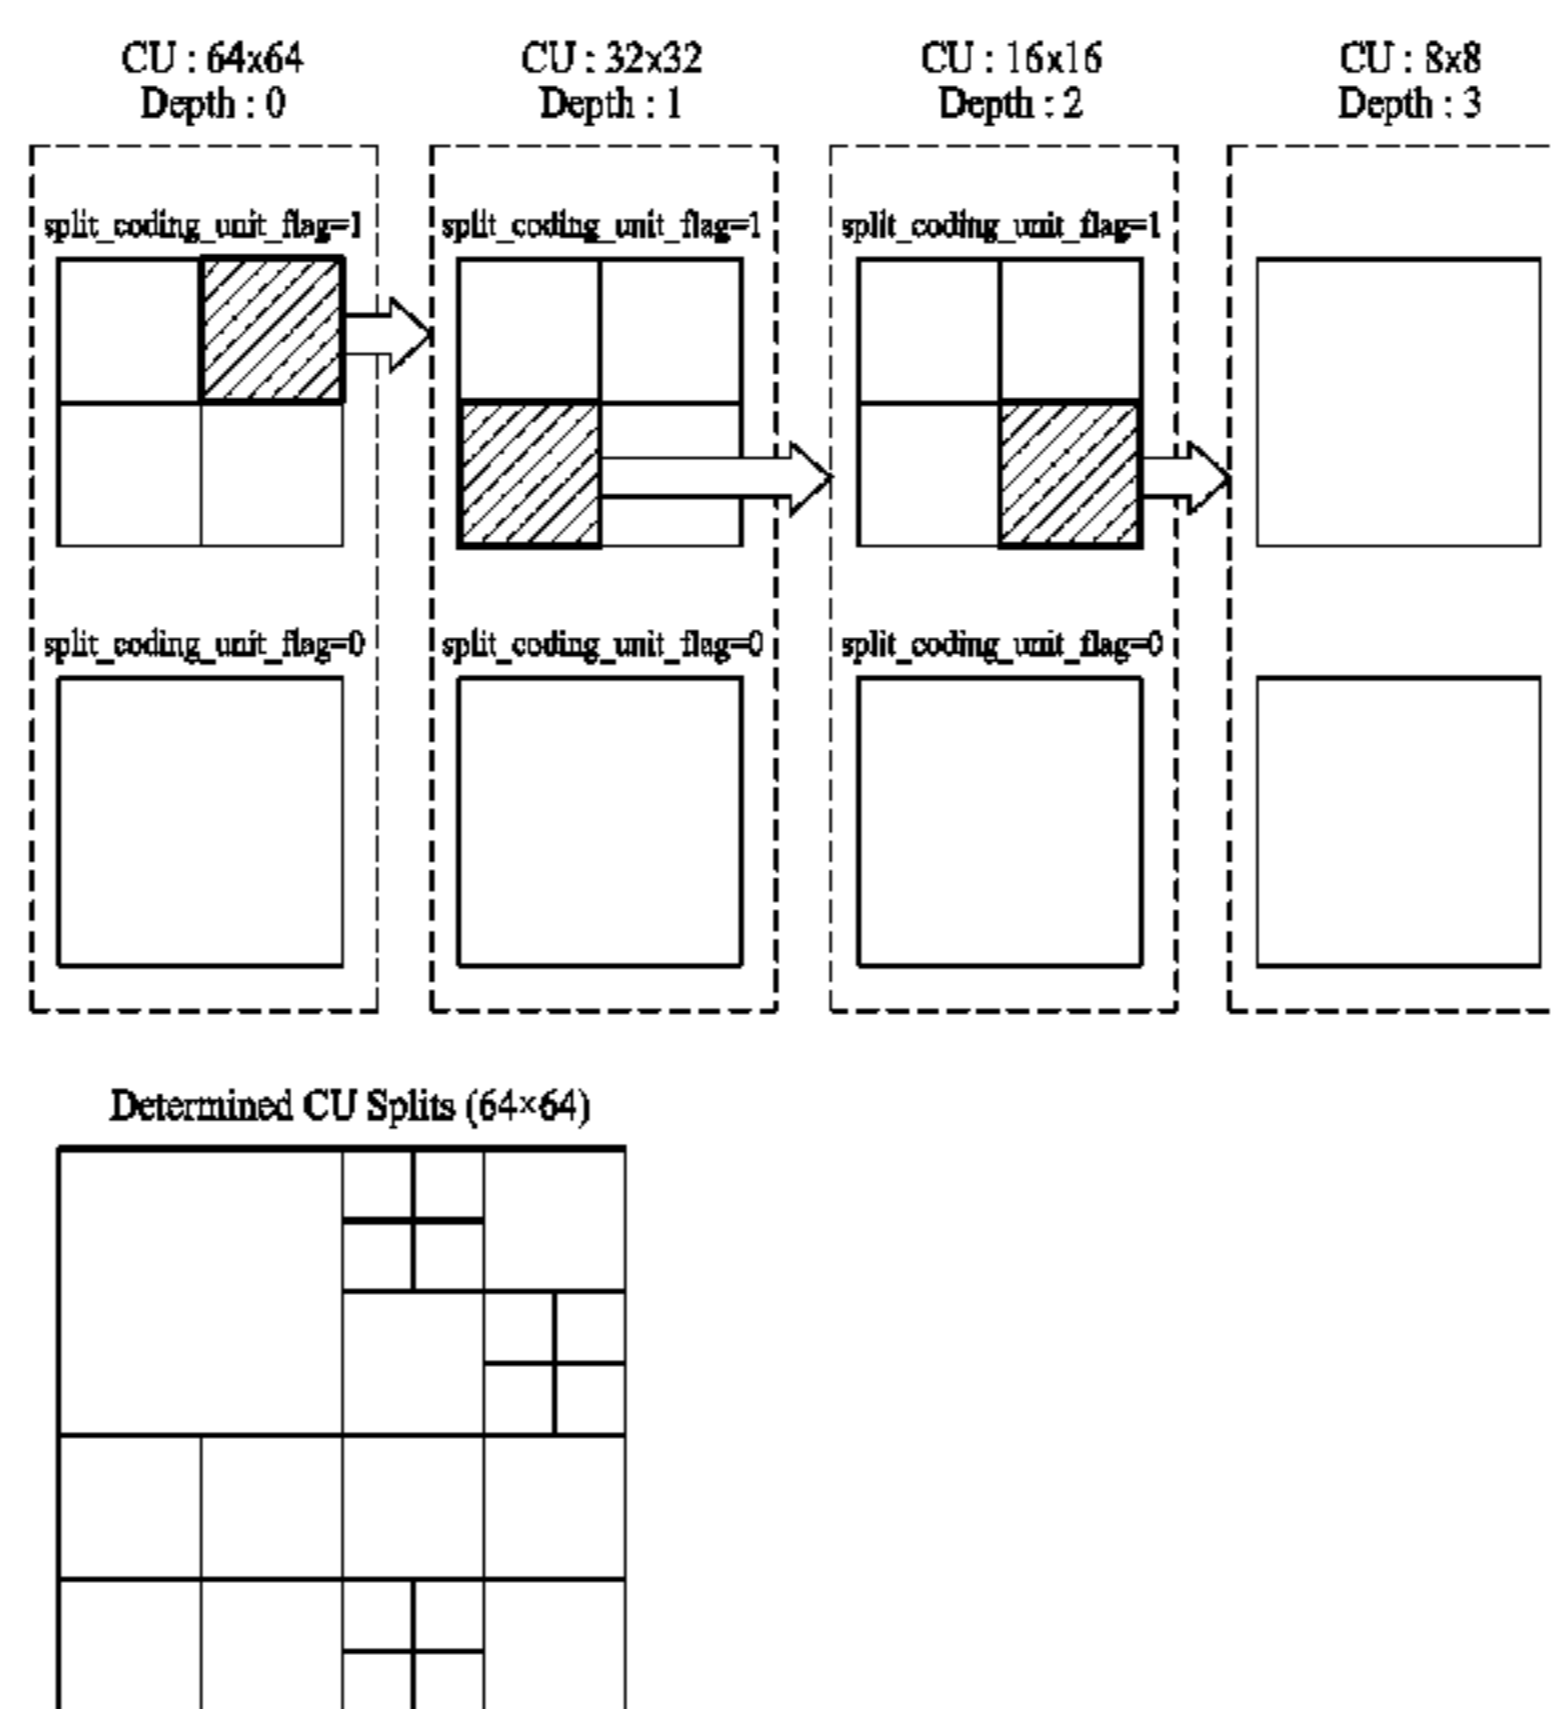 CU : 64x64
Depth : 0
CU : 32x32
Depth : 1
CU : 16x16
Depth : 2
CU : 8x8
Depth : 3
split_coding_unit_flag=1
split_coding_unit_flag=1
split_coding_unit_flag=1
split_coding_unit_flag=0
split_coding_unit_flag=0
split_coding_unit_flag=0
Determined CU Splits (64×64)